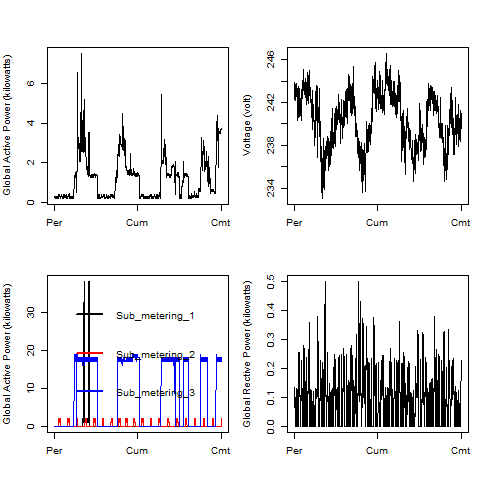 Global Active Power (kilowatts)
0 2 4 6
Per Cum Cmt
Voltage (volt)
234 238 242 246
Per Cum Cmt
Global Active Power (kilowatts)
0 10 20 30
Sub_metering_1
Sub_metering_2
Sub_metering_3
Per Cum Cmt
Global Rective Power (kilowatts)
0.0 0.1 0.2 0.3 0.4 0.5
Per Cum Cmt